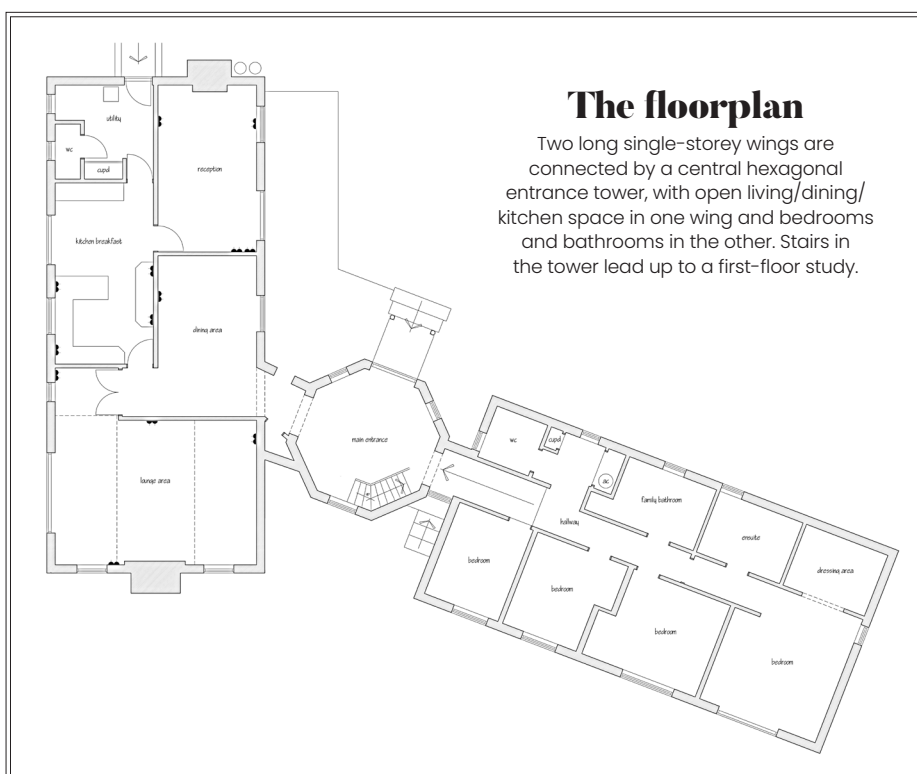 The floorplan
Two long single-storey wings are
connected by a central hexagonal
entrance tower, with open living/dining/
kitchen space in one wing and bedrooms
and bathrooms in the other. Stairs in
the tower lead up to a first-floor study.
utility
wc
cupd
reception
kitchen breakfast
dining area
lounge area
main entrance
wc
cupd
ac
family bathroom
hallway
ensuite
dressing area
bedroom
bedroom
bedroom
bedroom